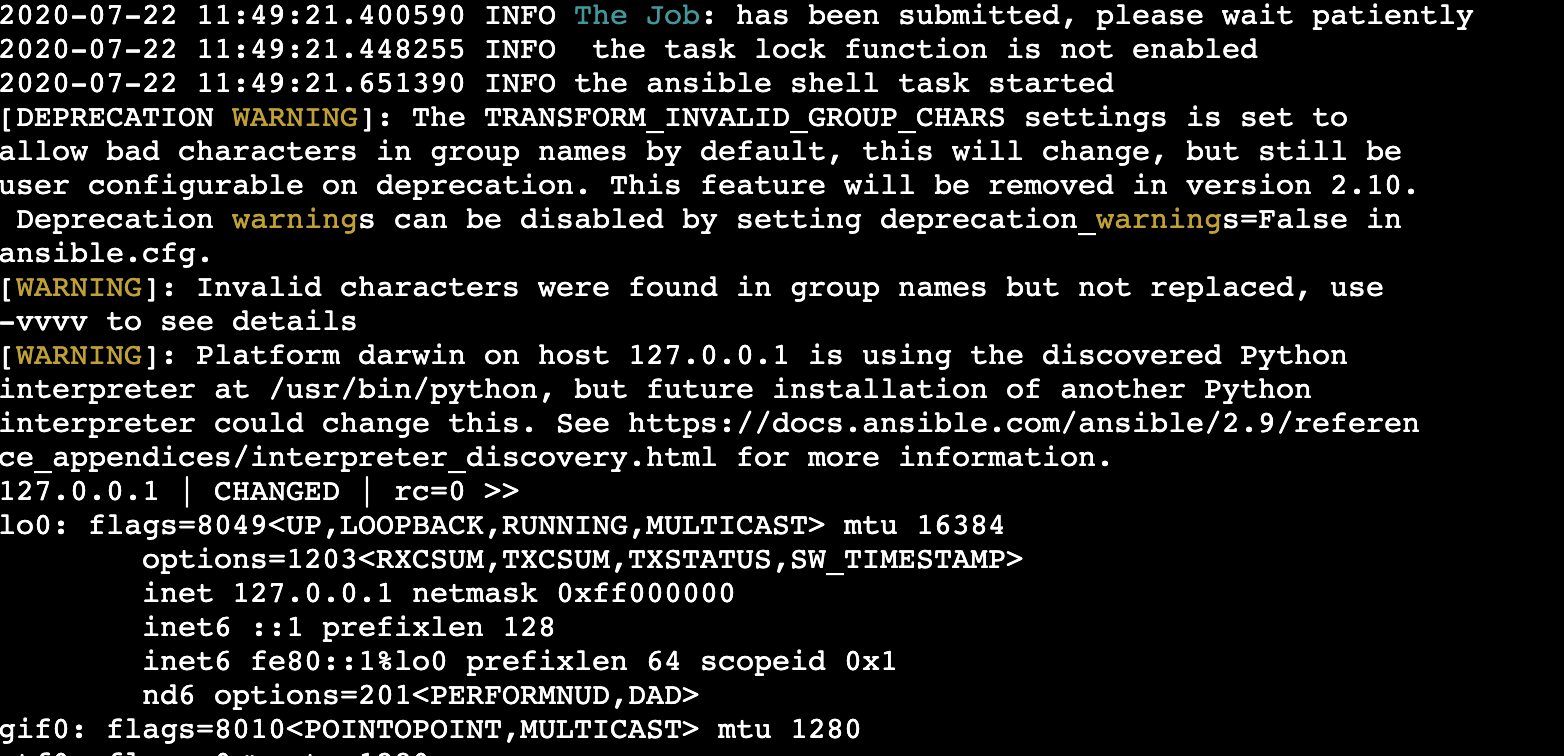 2020-07-22 11:49:21.400590 INFO The Job: has been submitted, please wait patiently
2020-07-22 11:49:21.448255 INFO  the task lock function is not enabled
2020-07-22 11:49:21.651390 INFO the ansible shell task started
[DEPRECATION WARNING]: The TRANSFORM_INVALID_GROUP_CHARS settings is set to
allow bad characters in group names by default, this will change, but still be
user configurable on deprecation. This feature will be removed in version 2.10.
 Deprecation warnings can be disabled by setting deprecation_warnings=False in
ansible.cfg.
[WARNING]: Invalid characters were found in group names but not replaced, use
-vvvv to see details
[WARNING]: Platform darwin on host 127.0.0.1 is using the discovered Python
interpreter at /usr/bin/python, but future installation of another Python
interpreter could change this. See https://docs.ansible.com/ansible/2.9/referen
ce_appendices/interpreter_discovery.html for more information.
127.0.0.1 | CHANGED | rc=0 >>
lo0: flags=8049<UP,LOOPBACK,RUNNING,MULTICAST> mtu 16384
        options=1203<RXCSUM,TXCSUM,TXSTATUS,SW_TIMESTAMP>
        inet 127.0.0.1 netmask 0xff000000
        inet6 ::1 prefixlen 128
        inet6 fe80::1%lo0 prefixlen 64 scopeid 0x1
        nd6 options=201<PERFORMNUD,DAD>
gif0: flags=8010<POINTOPOINT,MULTICAST> mtu 1280